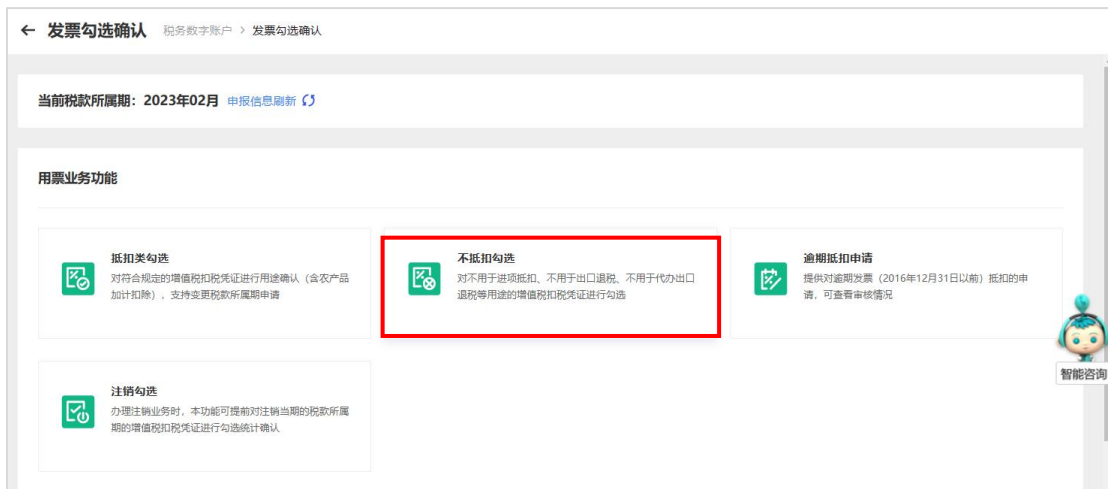 ← 发票勾选确认 税务数字账户 > 发票勾选确认
当前税款所属期：2023年02月 申报信息刷新
用票业务功能
抵扣类勾选
对符合规定的增值税扣税凭证进行用途确认（含农产品
加计扣除），支持变更税款所属期申请
不抵扣勾选
对不用于进项抵扣、不用于出口退税、不用于代办出口
退税等用途的增值税扣税凭证进行勾选
逾期抵扣申请
提供对逾期发票（2016年12月31日以前）抵扣的申
请，可查看审核情况
智能咨询
注销勾选
办理注销业务时，本功能可提前对注销当期的税款所属
期的增值税扣税凭证进行勾选统计确认